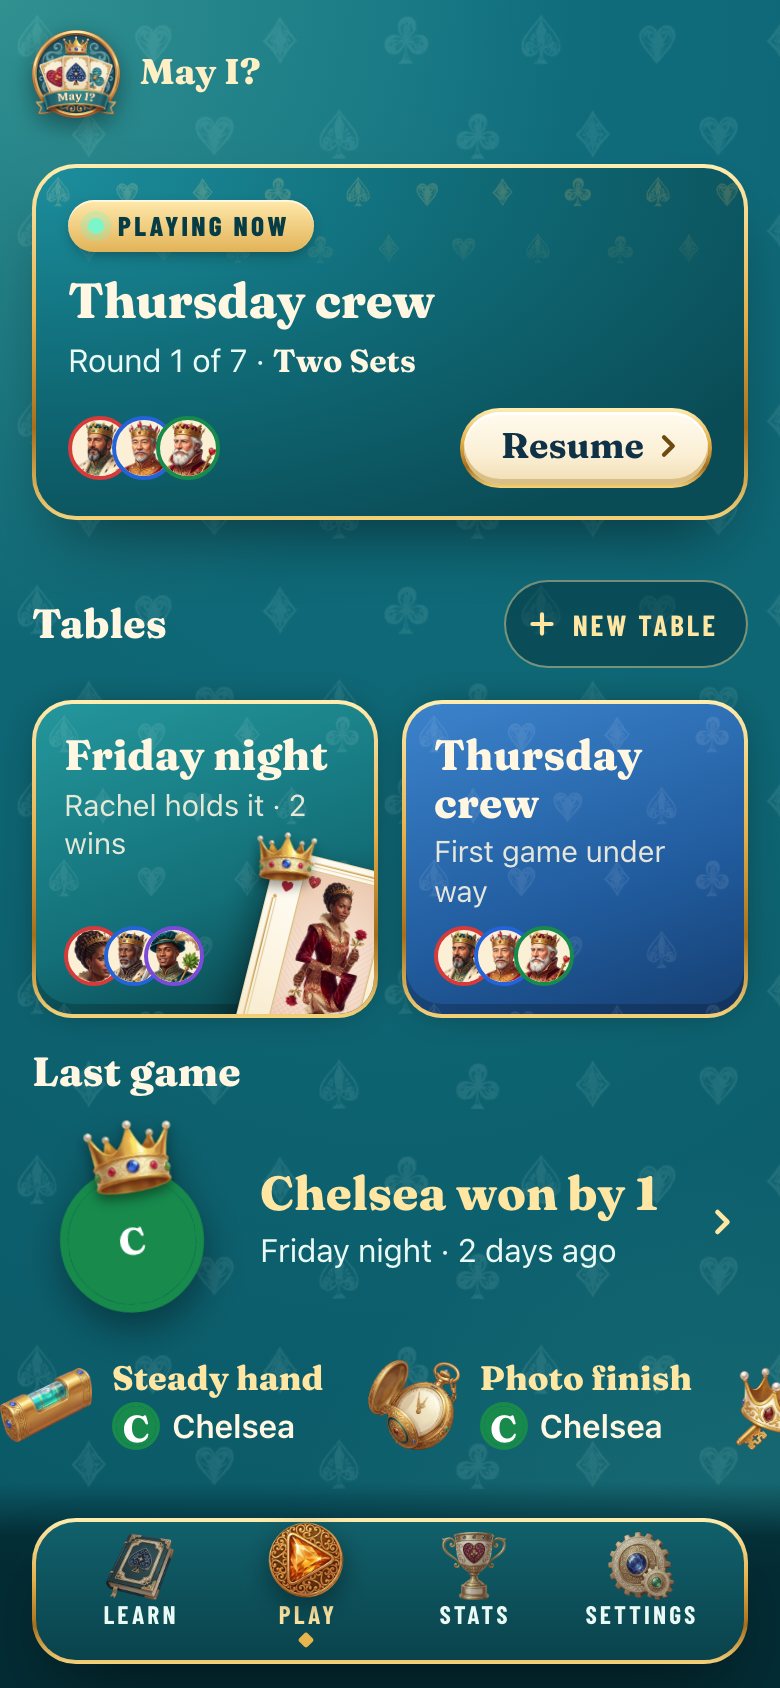 May I?
May I?
PLAYING NOW
Thursday crew
Round 1 of 7 · Two Sets
Resume
Tables
+ NEW TABLE
Friday night
Rachel holds it · 2
wins
Thursday
crew
First game under
way
Last game
C
Chelsea won by 1
Friday night · 2 days ago
Steady hand
C Chelsea
Photo finish
C Chelsea
LEARN
PLAY
STATS
SETTINGS